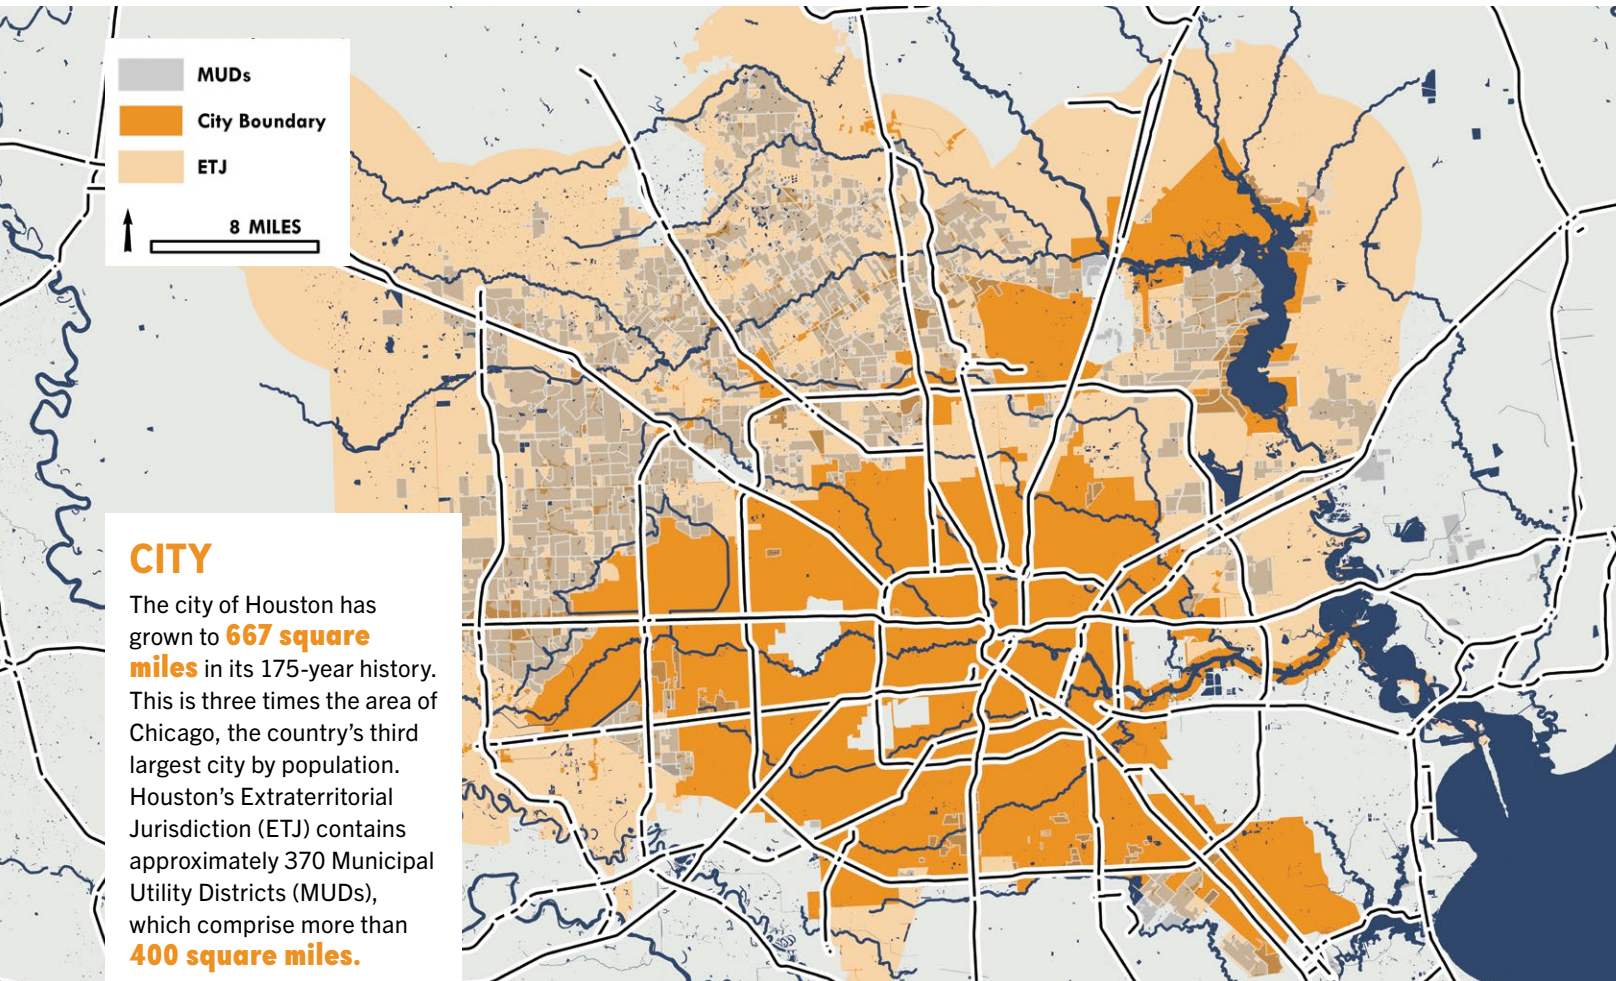 MUDs
City Boundary
ETJ
8 MILES
CITY
The city of Houston has
grown to 667 square
miles in its 175-year history.
This is three times the area of
Chicago, the country's third
largest city by population.
Houston's Extraterritorial
Jurisdiction (ETJ) contains
approximately 370 Municipal
Utility Districts (MUDs),
which comprise more than
400 square miles.